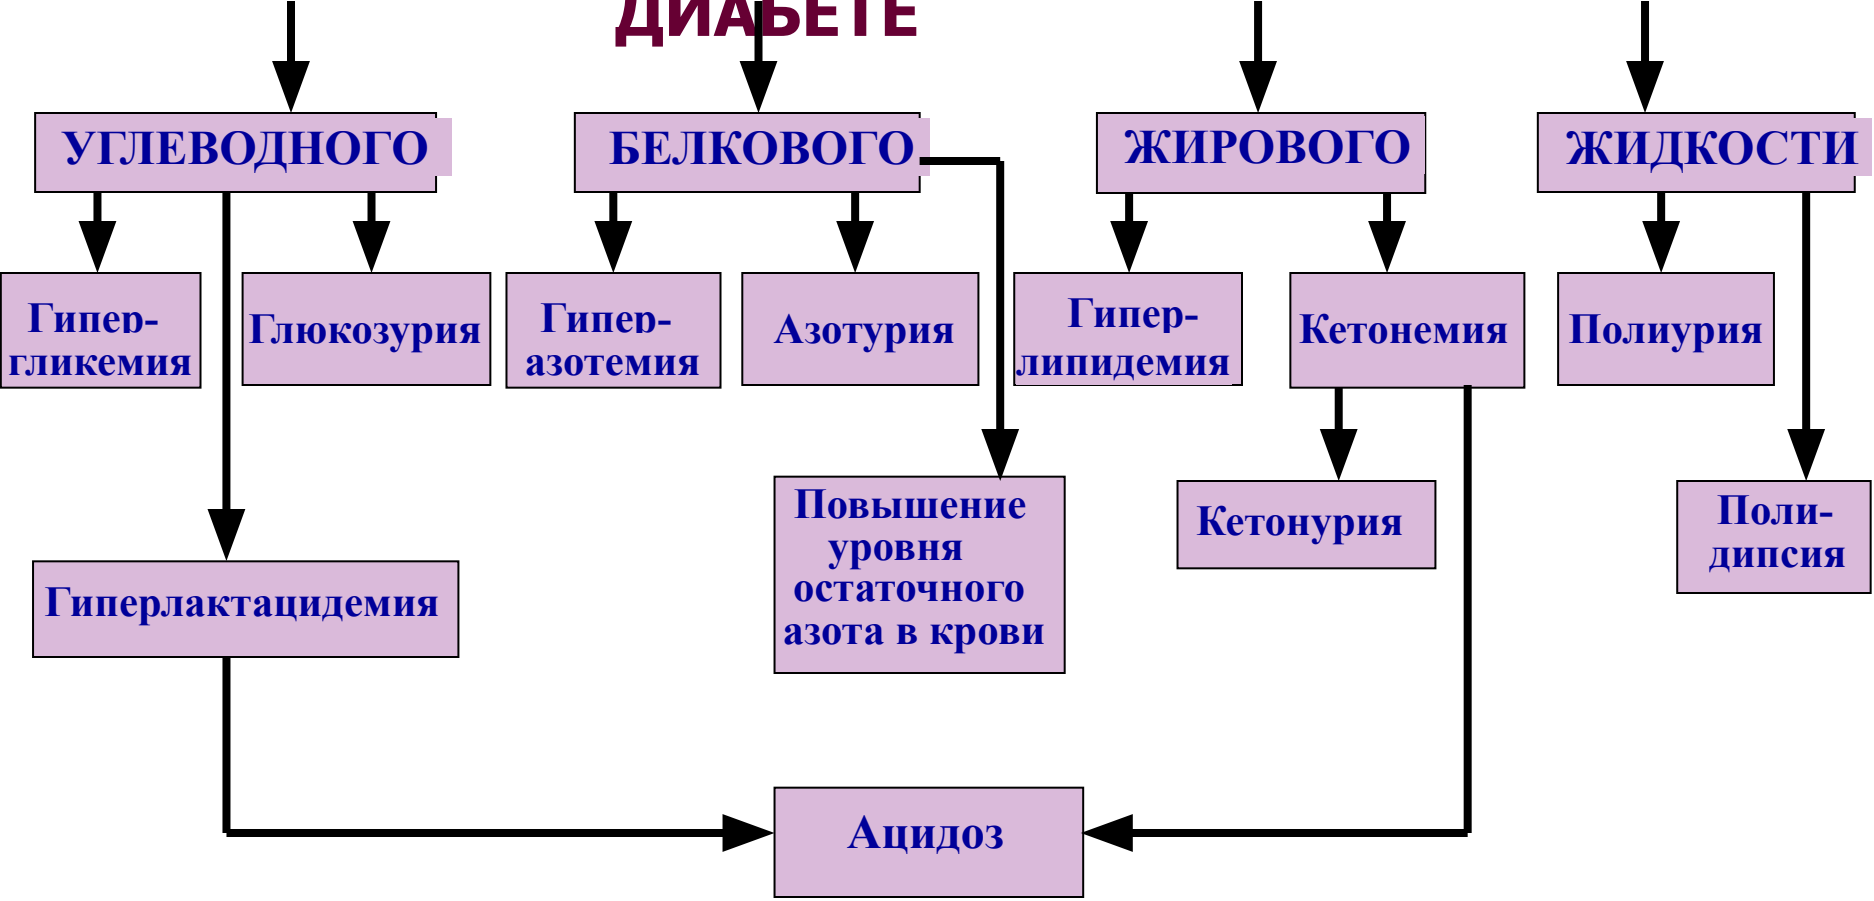 ДИАБЕТЕ
УГЛЕВОДНОГО
БЕЛКОВОГО
ЖИРОВОГО
ЖИДКОСТИ
Гипер-
гликемия
Глюкозурия
Гипер-
азотемия
Азотурия
Гипер-
липидемия
Кетонемия
Полиурия
Повышение
уровня
остаточного
азота в крови
Кетонурия
Поли-
дипсия
Гиперлактацидемия
Ацидоз